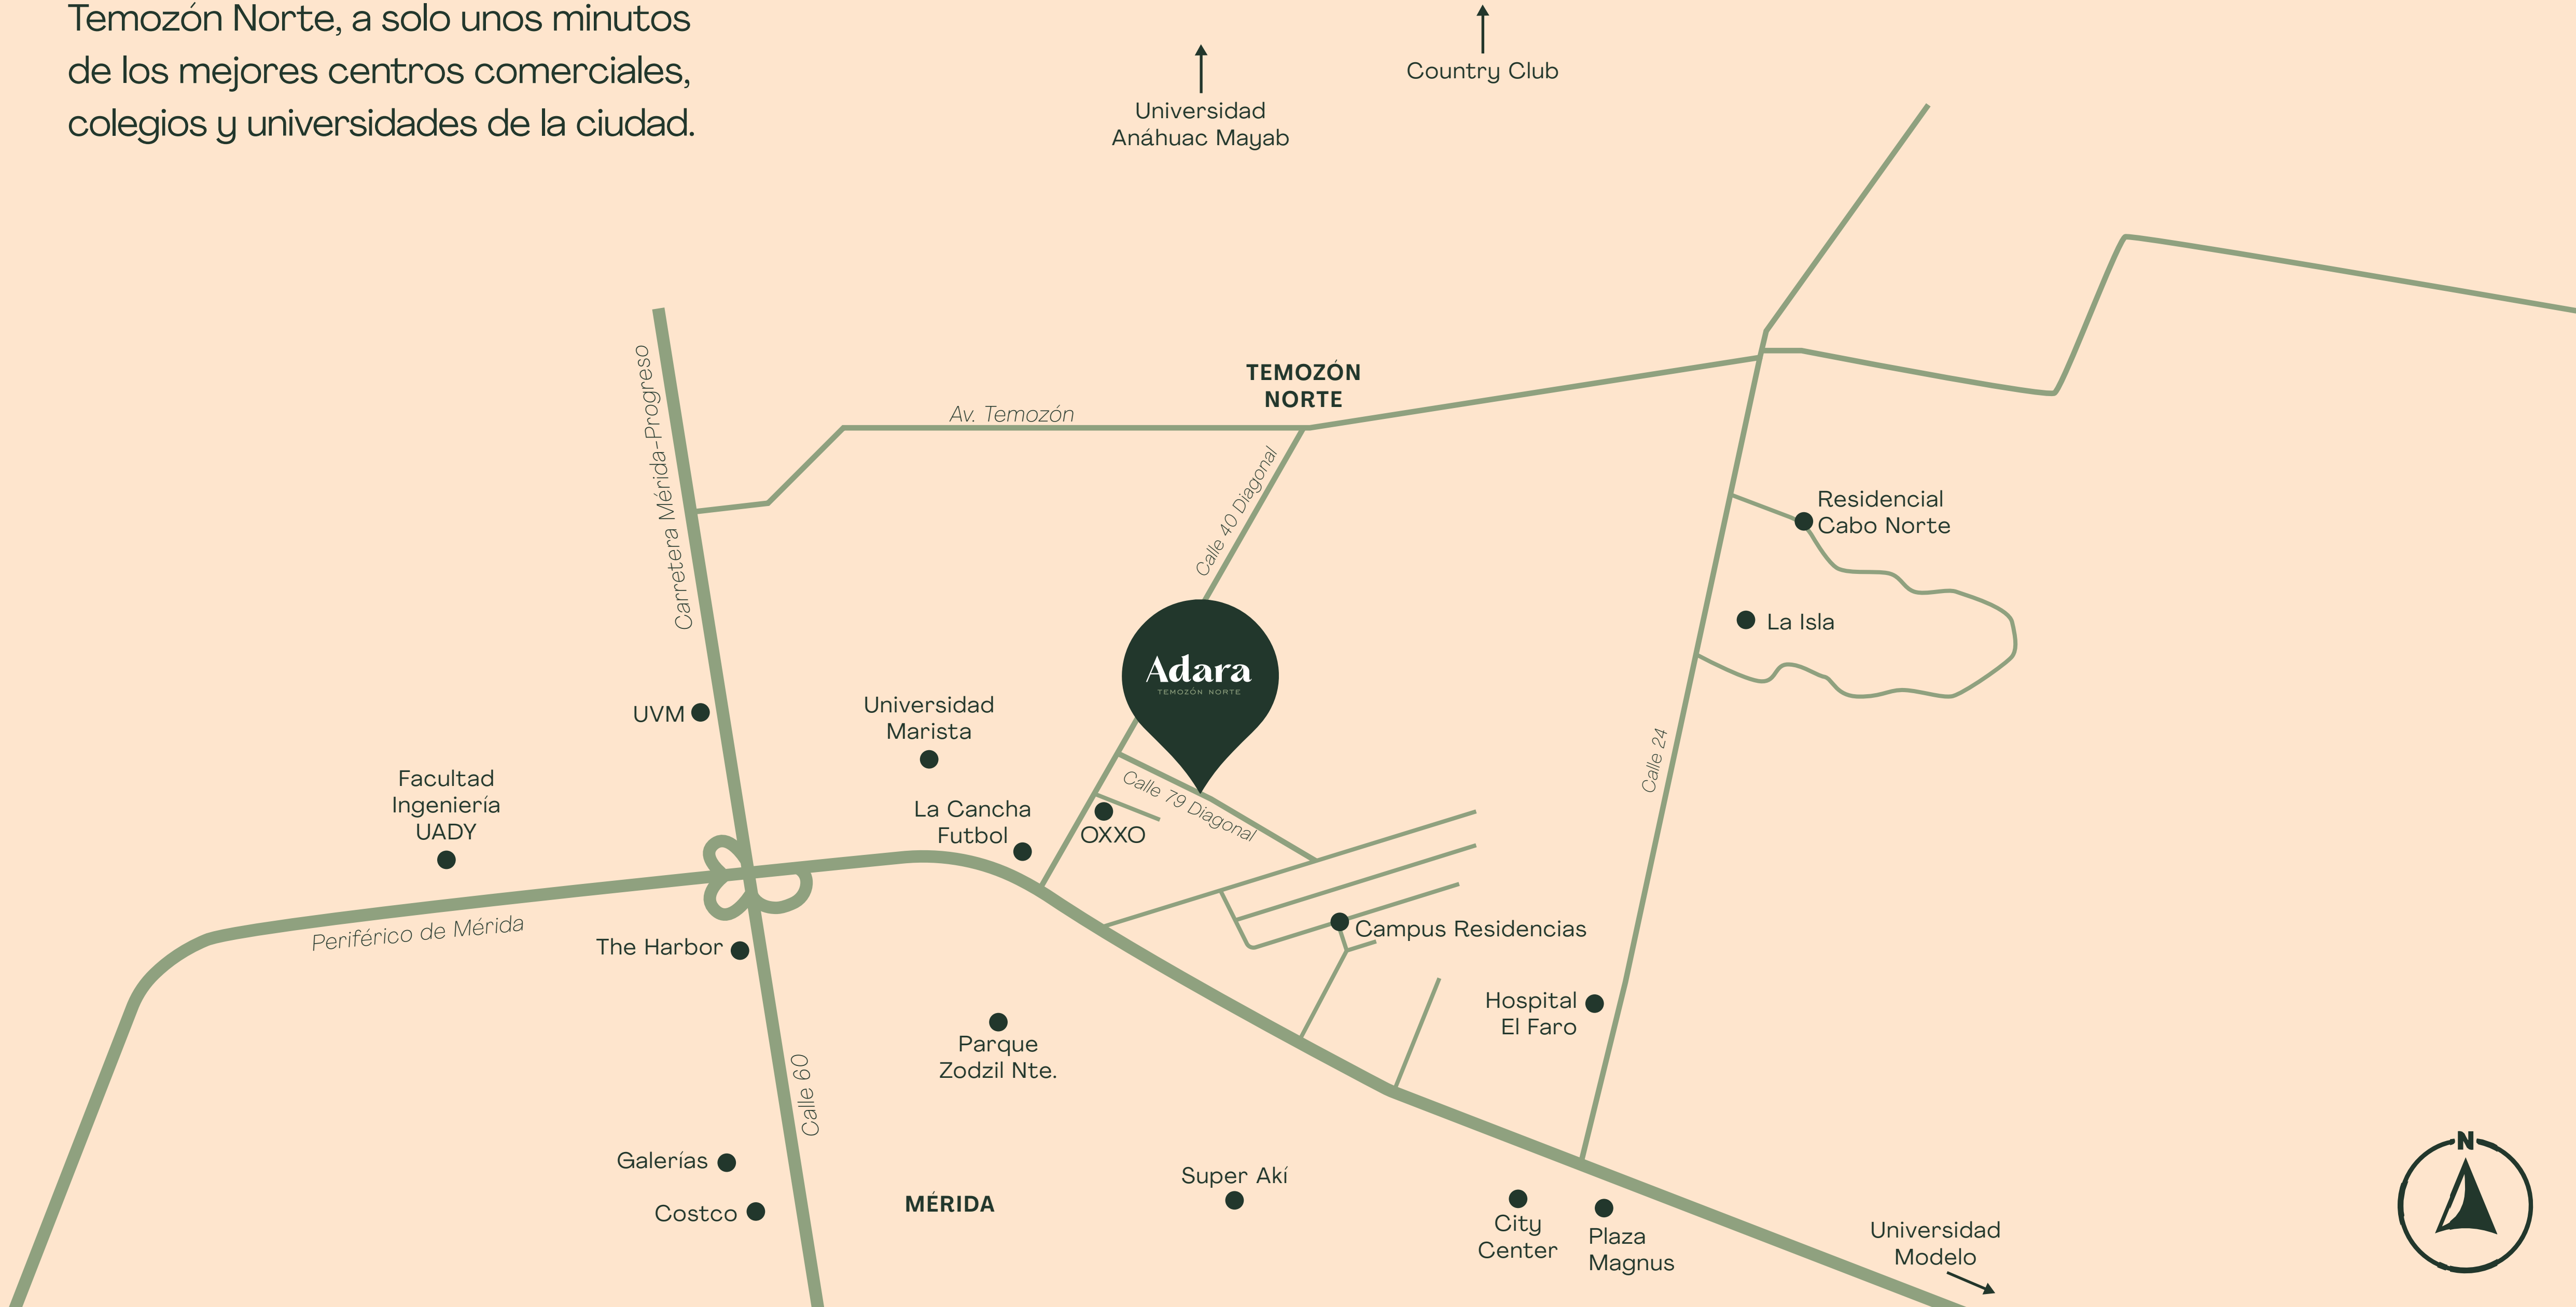 Temozón Norte, a solo unos minutos
de los mejores centros comerciales,
colegios y universidades de la ciudad.
Country Club
Universidad
Anáhuac Mayab
TEMOZÓN
NORTE
Av. Temozón
Carretera Mérida-Progreso
Calle 40 Diagonal
Residencial
Cabo Norte
La Isla
Adara
TEMOZÓN NORTE
UVM
Universidad
Marista
Calle 24
Facultad
Ingeniería
UADY
La Cancha
Futbol
OXXO
Calle 79 Diagonal
Periférico de Mérida
The Harbor
Campus Residencias
Hospital
El Faro
Parque
Zodzil Nte.
Calle 60
Galerías
Costco
MÉRIDA
Super Akí
City
Center
Plaza
Magnus
Universidad
Modelo
N